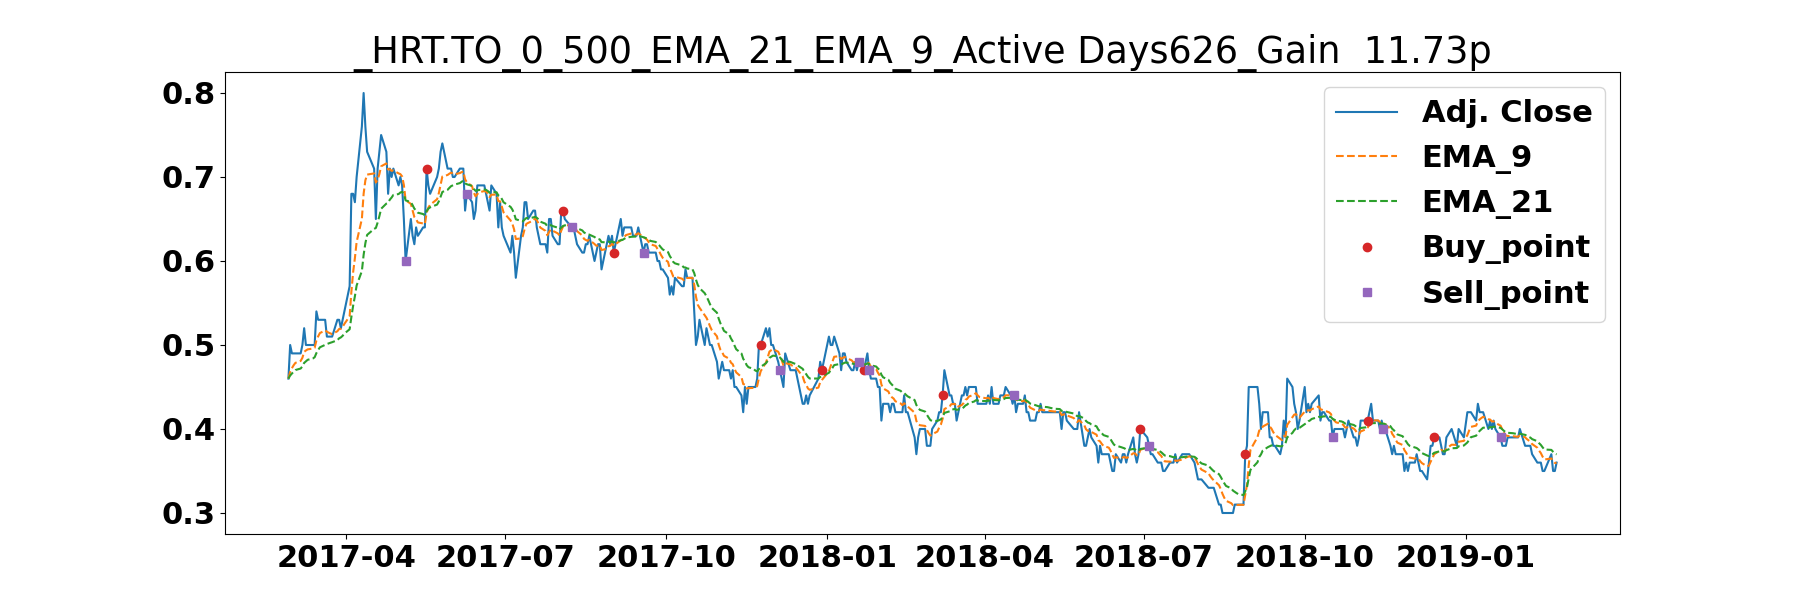 _HRT.TO_0_500_EMA_21_EMA_9_Active Days626_Gain  11.73p
0.8
0.7
0.6
0.5
0.4
0.3
2017-04 2017-07 2017-10 2018-01 2018-04 2018-07 2018-10 2019-01
Adj. Close
EMA_9
EMA_21
Buy_point
Sell_point